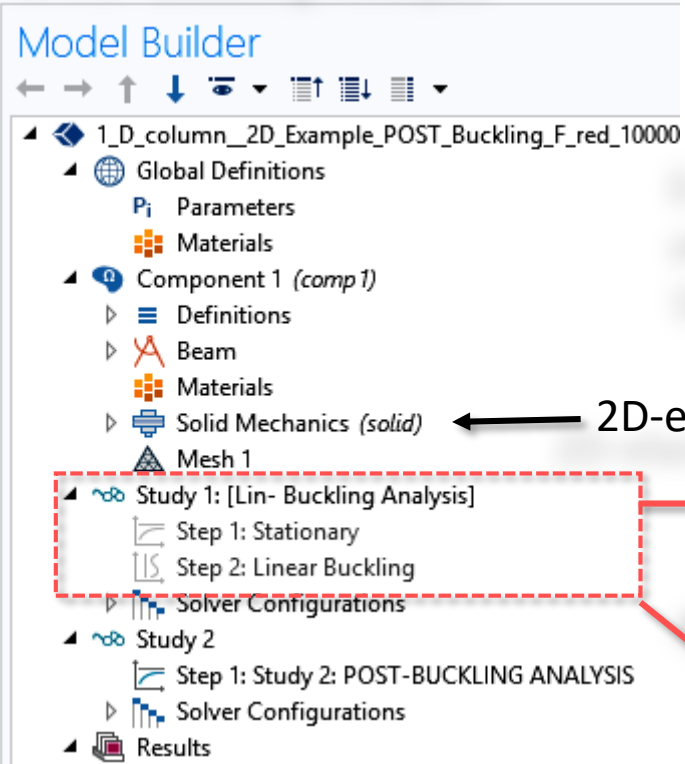 Model Builder
1_D_column__2D_Example_POST_Buckling_F_red_10000
Global Definitions
Pi Parameters
Materials
Component 1 (comp1)
Definitions
Beam
Materials
Solid Mechanics (solid) 2D-e
Mesh 1
Study 1: [Lin- Buckling Analysis]
Step 1: Stationary
Step 2: Linear Buckling
Solver Configurations
Study 2
Step 1: Study 2: POST-BUCKLING ANALYSIS
Solver Configurations
Results